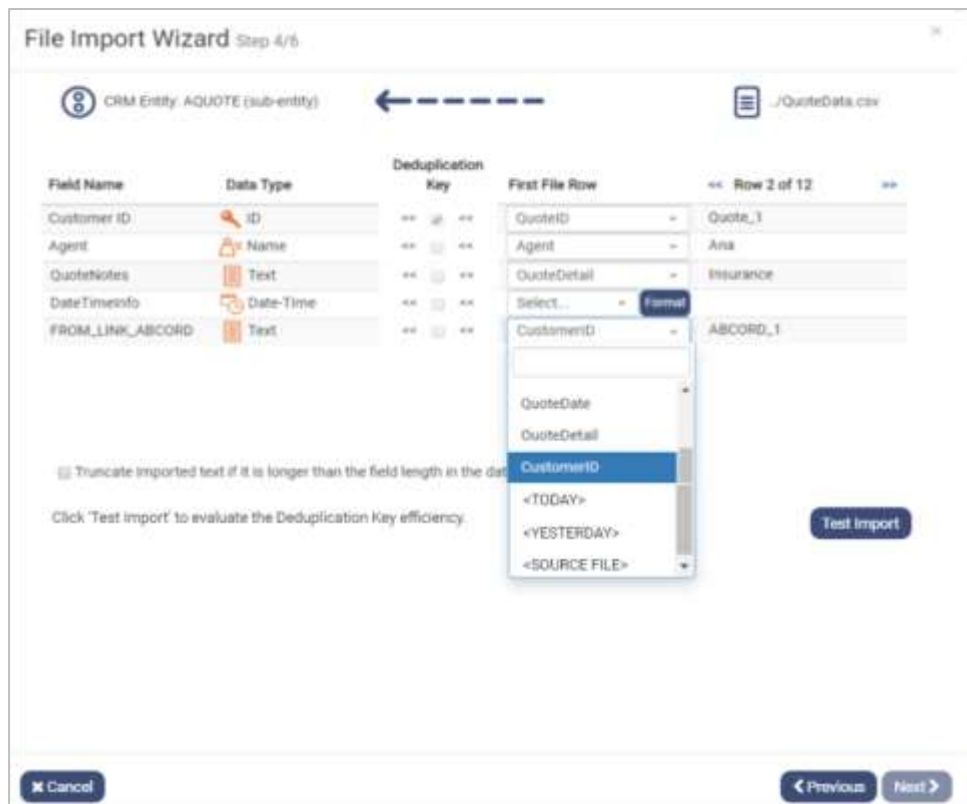 File Import Wizard Step 4/6
CRM Entity: AQUOTE (sub-entity)
../QuoteData.csv
Deduplication
Field Name Data Type Key First File Row << Row 2 of 12 >>
Customer ID ID << << QuoteID Quote_1
Agent Name << << Agent Ana
QuoteNotes Text << << QuoteDetail Insurance
DateTimeInfo Date-Time << << Select... Format
FROM_LINK_ABCORD Text << << CustomerID ABCORD_1
QuoteDate
QuoteDetail
CustomerID
Truncate imported text if it is longer than the field length in the dat
<TODAY>
Click 'Test Import' to evaluate the Deduplication Key efficiency.
Test Import
<YESTERDAY>
<SOURCE FILE>
Cancel Previous Next